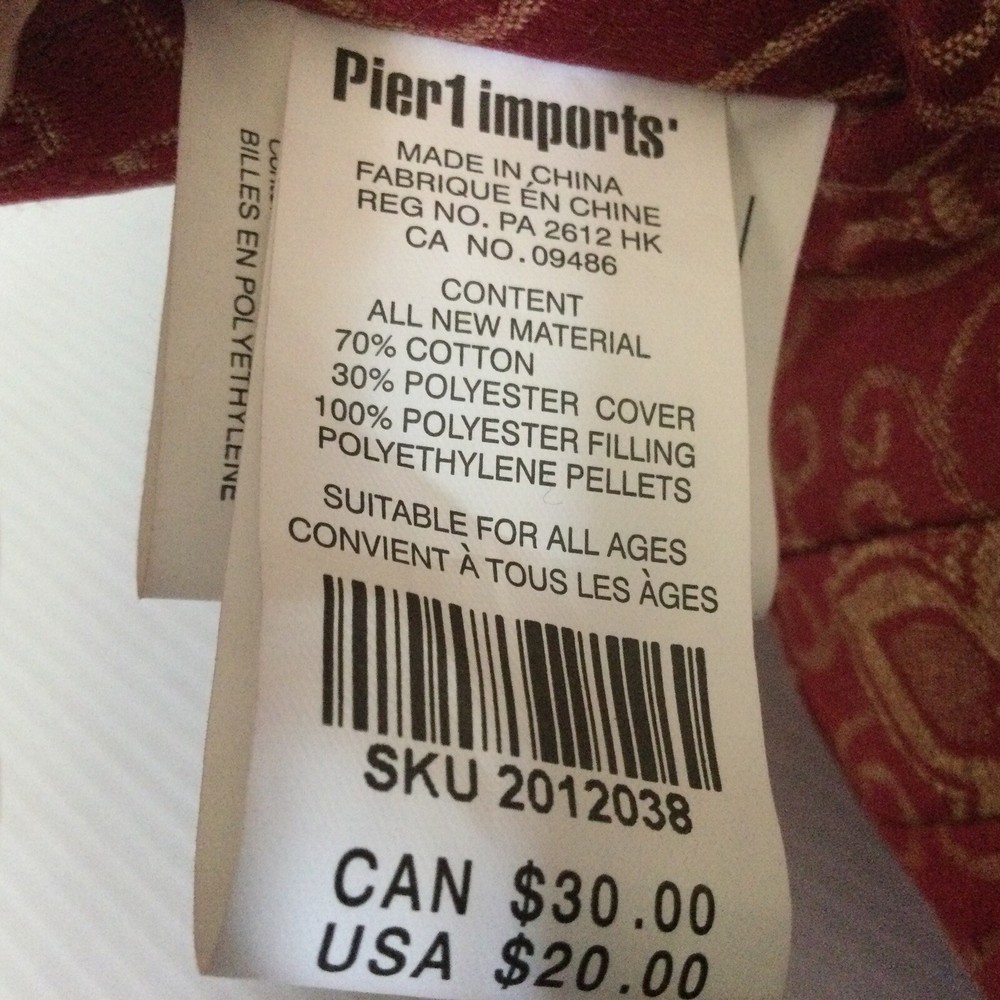 Pier1 imports
MADE IN CHINA
FABRIQUE ÉN CHINE
REG NO. PA 2612 HK
CA NO. 09486
CONTENT
ALL NEW MATERIAL
70% COTTON
30% POLYESTER COVER
100% POLYESTER FILLING
POLYETHYLENE PELLETS
SUITABLE FOR ALL AGES
CONVIENT À TOUS LES ÀGES
SKU 2012038
CAN $30.00
USA $20.00
BILLES EN POLYETHYLENE